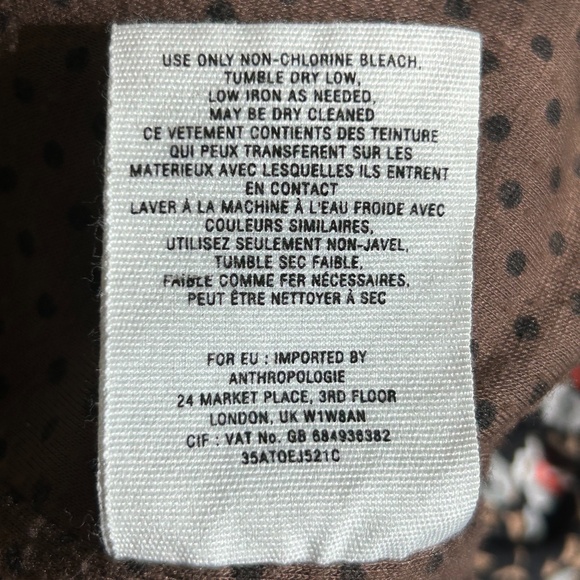 USE ONLY NON-CHLORINE BLEACH,
TUMBLE DRY LOW,
LOW IRON AS NEEDED,
MAY BE DRY CLEANED
CE VETEMENT CONTIENTS DES TEINTURE
QUI PEUX TRANSFERENT SUR LES
MATERIEUX AVEC LESQUELLES ILS ENTRENT
EN CONTACT
LAVER À LA MACHINE À L'EAU FROIDE AVEC
COULEURS SIMILAIRES,
UTILISEZ SEULEMENT NON-JAVEL,
TUMBLE SEC FAIBLE,
FAIBLE COMME FER NÉCESSAIRES,
PEUT ÊTRE NETTOYER À SEC
FOR EU : IMPORTED BY
ANTHROPOLOGIE
24 MARKET PLACE, 3RD FLOOR
LONDON, UK W1W8AN
CIF : VAT No. GB 684936382
35ATOEJ521C